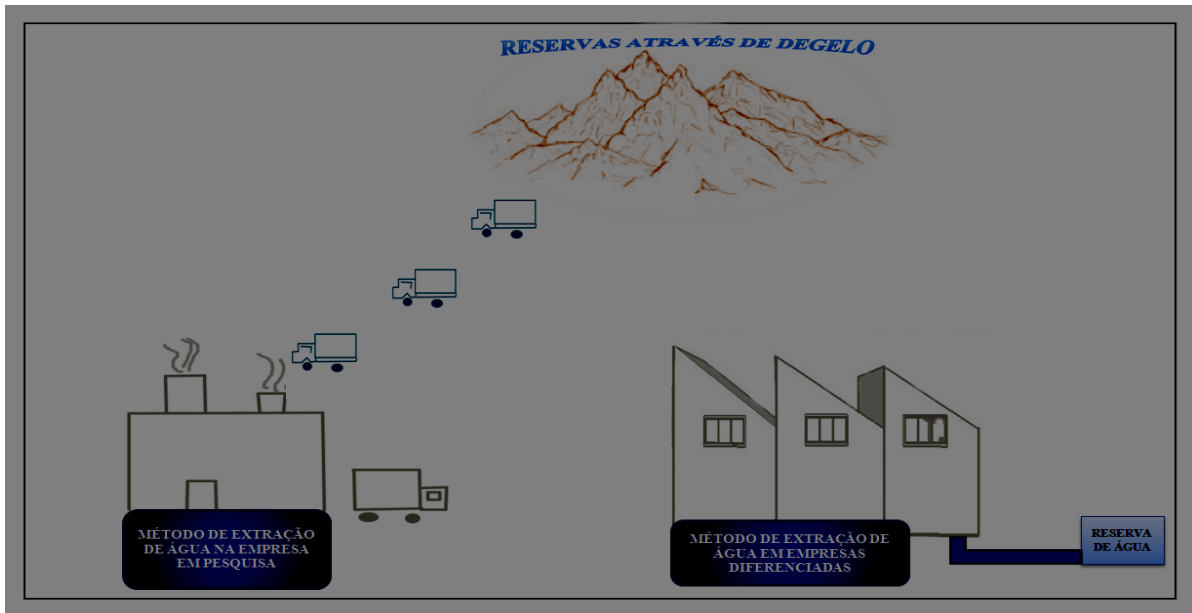 RESERVAS ATRAVÉS DE DEGELO
MÉTODO DE EXTRAÇÃO
DE ÁGUA NA EMPRESA
EM PESQUISA
MÉTODO DE EXTRAÇÃO DE
ÁGUA EM EMPRESAS
DIFERENCIADAS
RESERVA
DE ÁGUA